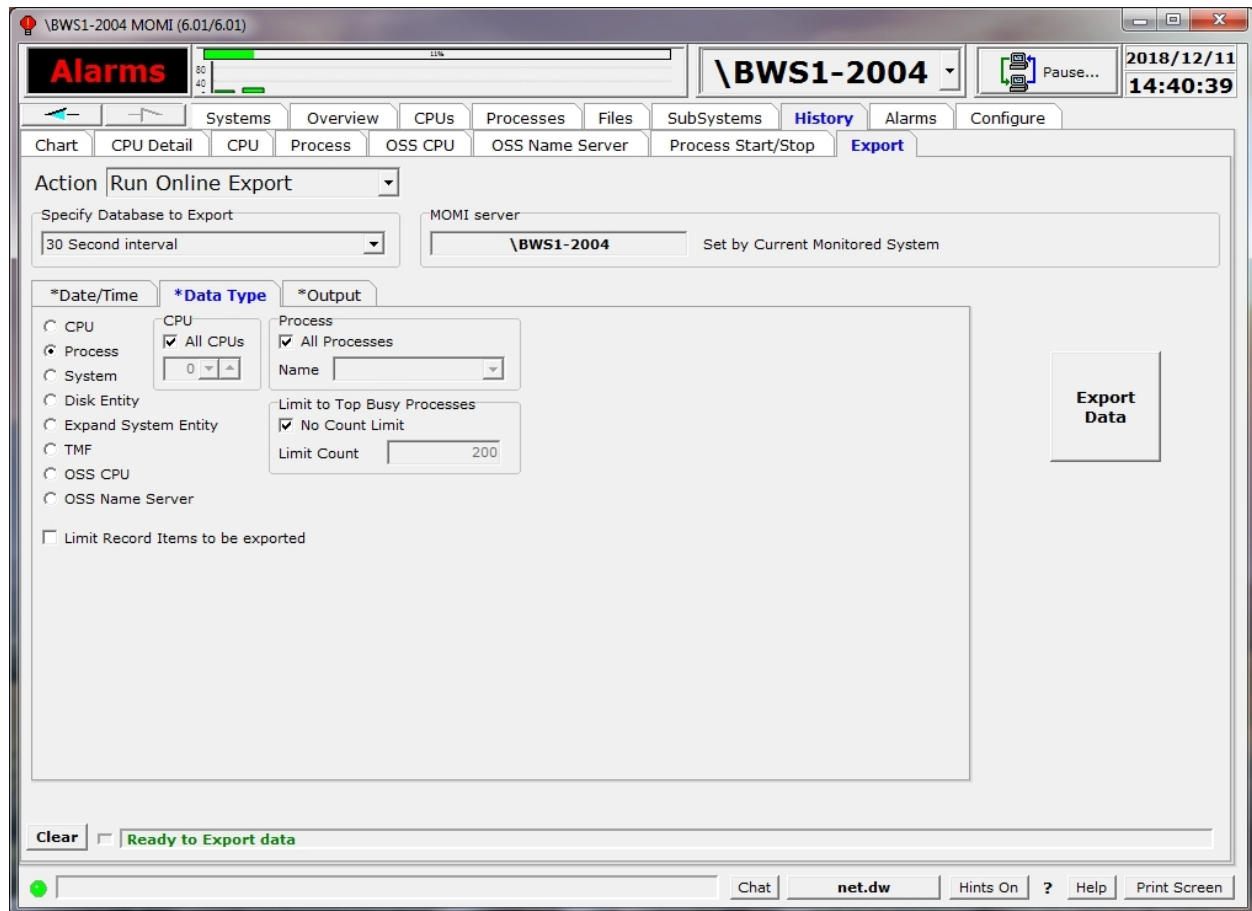 \BWS1-2004 MOMI (6.01/6.01)
Alarms
11%
80
40
\BWS1-2004
Pause...
2018/12/11
14:40:39
Systems Overview CPUs Processes Files SubSystems History Alarms Configure
Chart CPU Detail CPU Process OSS CPU OSS Name Server Process Start/Stop Export
Action Run Online Export
Specify Database to Export
30 Second interval
MOMI server
\BWS1-2004 Set by Current Monitored System
*Date/Time *Data Type *Output
CPU
Process
System
Disk Entity
Expand System Entity
TMF
OSS CPU
OSS Name Server
CPU
All CPUs
0
Process
All Processes
Name
Limit to Top Busy Processes
No Count Limit
Limit Count 200
Limit Record Items to be exported
Export
Data
Clear Ready to Export data
Chat net.dw Hints On ? Help Print Screen